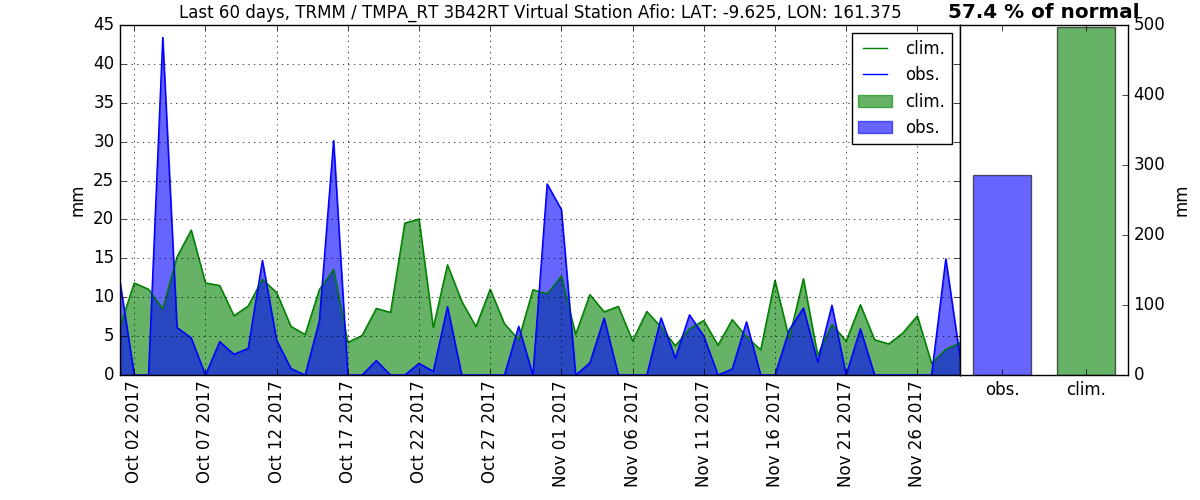 Last 60 days, TRMM / TMPA_RT 3B42RT Virtual Station Afio: LAT: -9.625, LON: 161.375
57.4 % of normal
45
40
35
30
25
20
15
10
5
0
mm
clim.
obs.
clim.
obs.
Oct 02 2017
Oct 07 2017
Oct 12 2017
Oct 17 2017
Oct 22 2017
Oct 27 2017
Nov 01 2017
Nov 06 2017
Nov 11 2017
Nov 16 2017
Nov 21 2017
Nov 26 2017
500
400
300
200
100
0
mm
obs.
clim.